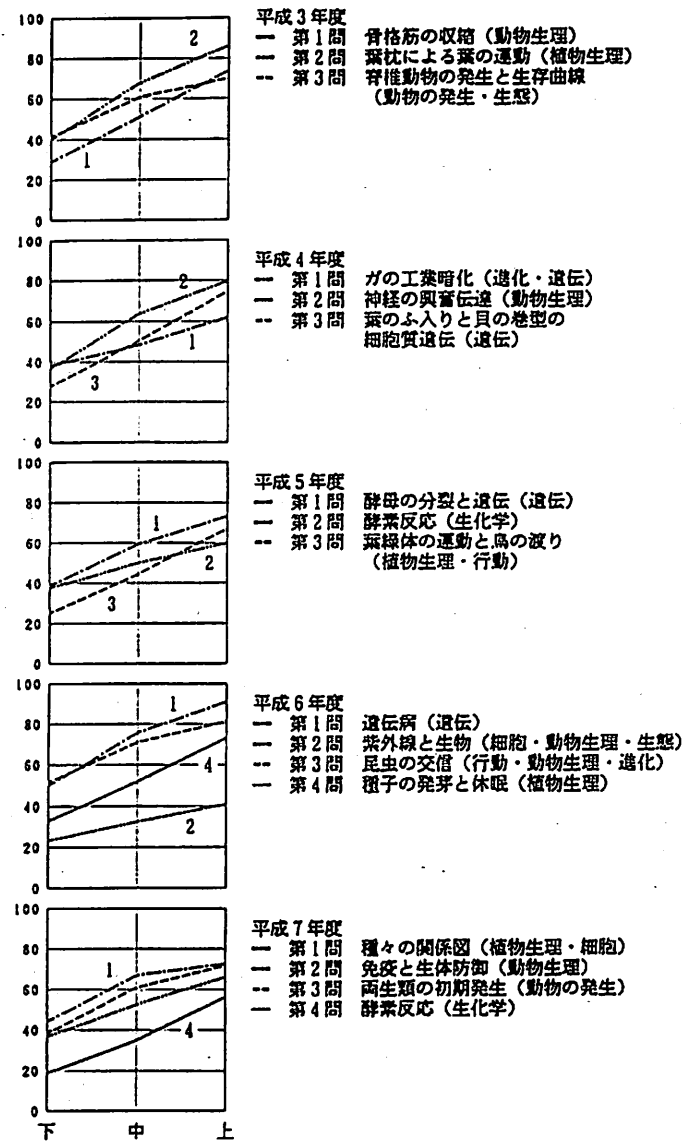 平成3年度
第1問 骨格筋の収縮(動物生理)
第2問 葉枕による葉の運動(植物生理)
第3問 脊椎動物の発生と生存曲線
(動物の発生・生態)
100
80
60
40
20
0
2
1
平成4年度
第1問 ガの工業暗化(進化・遺伝)
第2問 神経の興奮伝達(動物生理)
第3問 葉のふ入りと貝の巻型の
細胞質遺伝(遺伝)
100
80
60
40
20
0
2
1
3
平成5年度
第1問 酵母の分裂と遺伝(遺伝)
第2問 酵素反応(生化学)
第3問 葉緑体の運動と鳥の渡り
(植物生理・行動)
100
80
60
40
20
0
1
2
3
平成6年度
第1問 遺伝病(遺伝)
第2問 紫外線と生物(細胞・動物生理・生態)
第3問 昆虫の交信(行動・動物生理・進化)
第4問 種子の発芽と休眠(植物生理)
100
80
60
40
20
0
1
4
2
平成7年度
第1問 種々の関係図(植物生理・細胞)
第2問 免疫と生体防御(動物生理)
第3問 両生類の初期発生(動物の発生)
第4問 酵素反応(生化学)
100
80
60
40
20
0
1
4
下 中 上